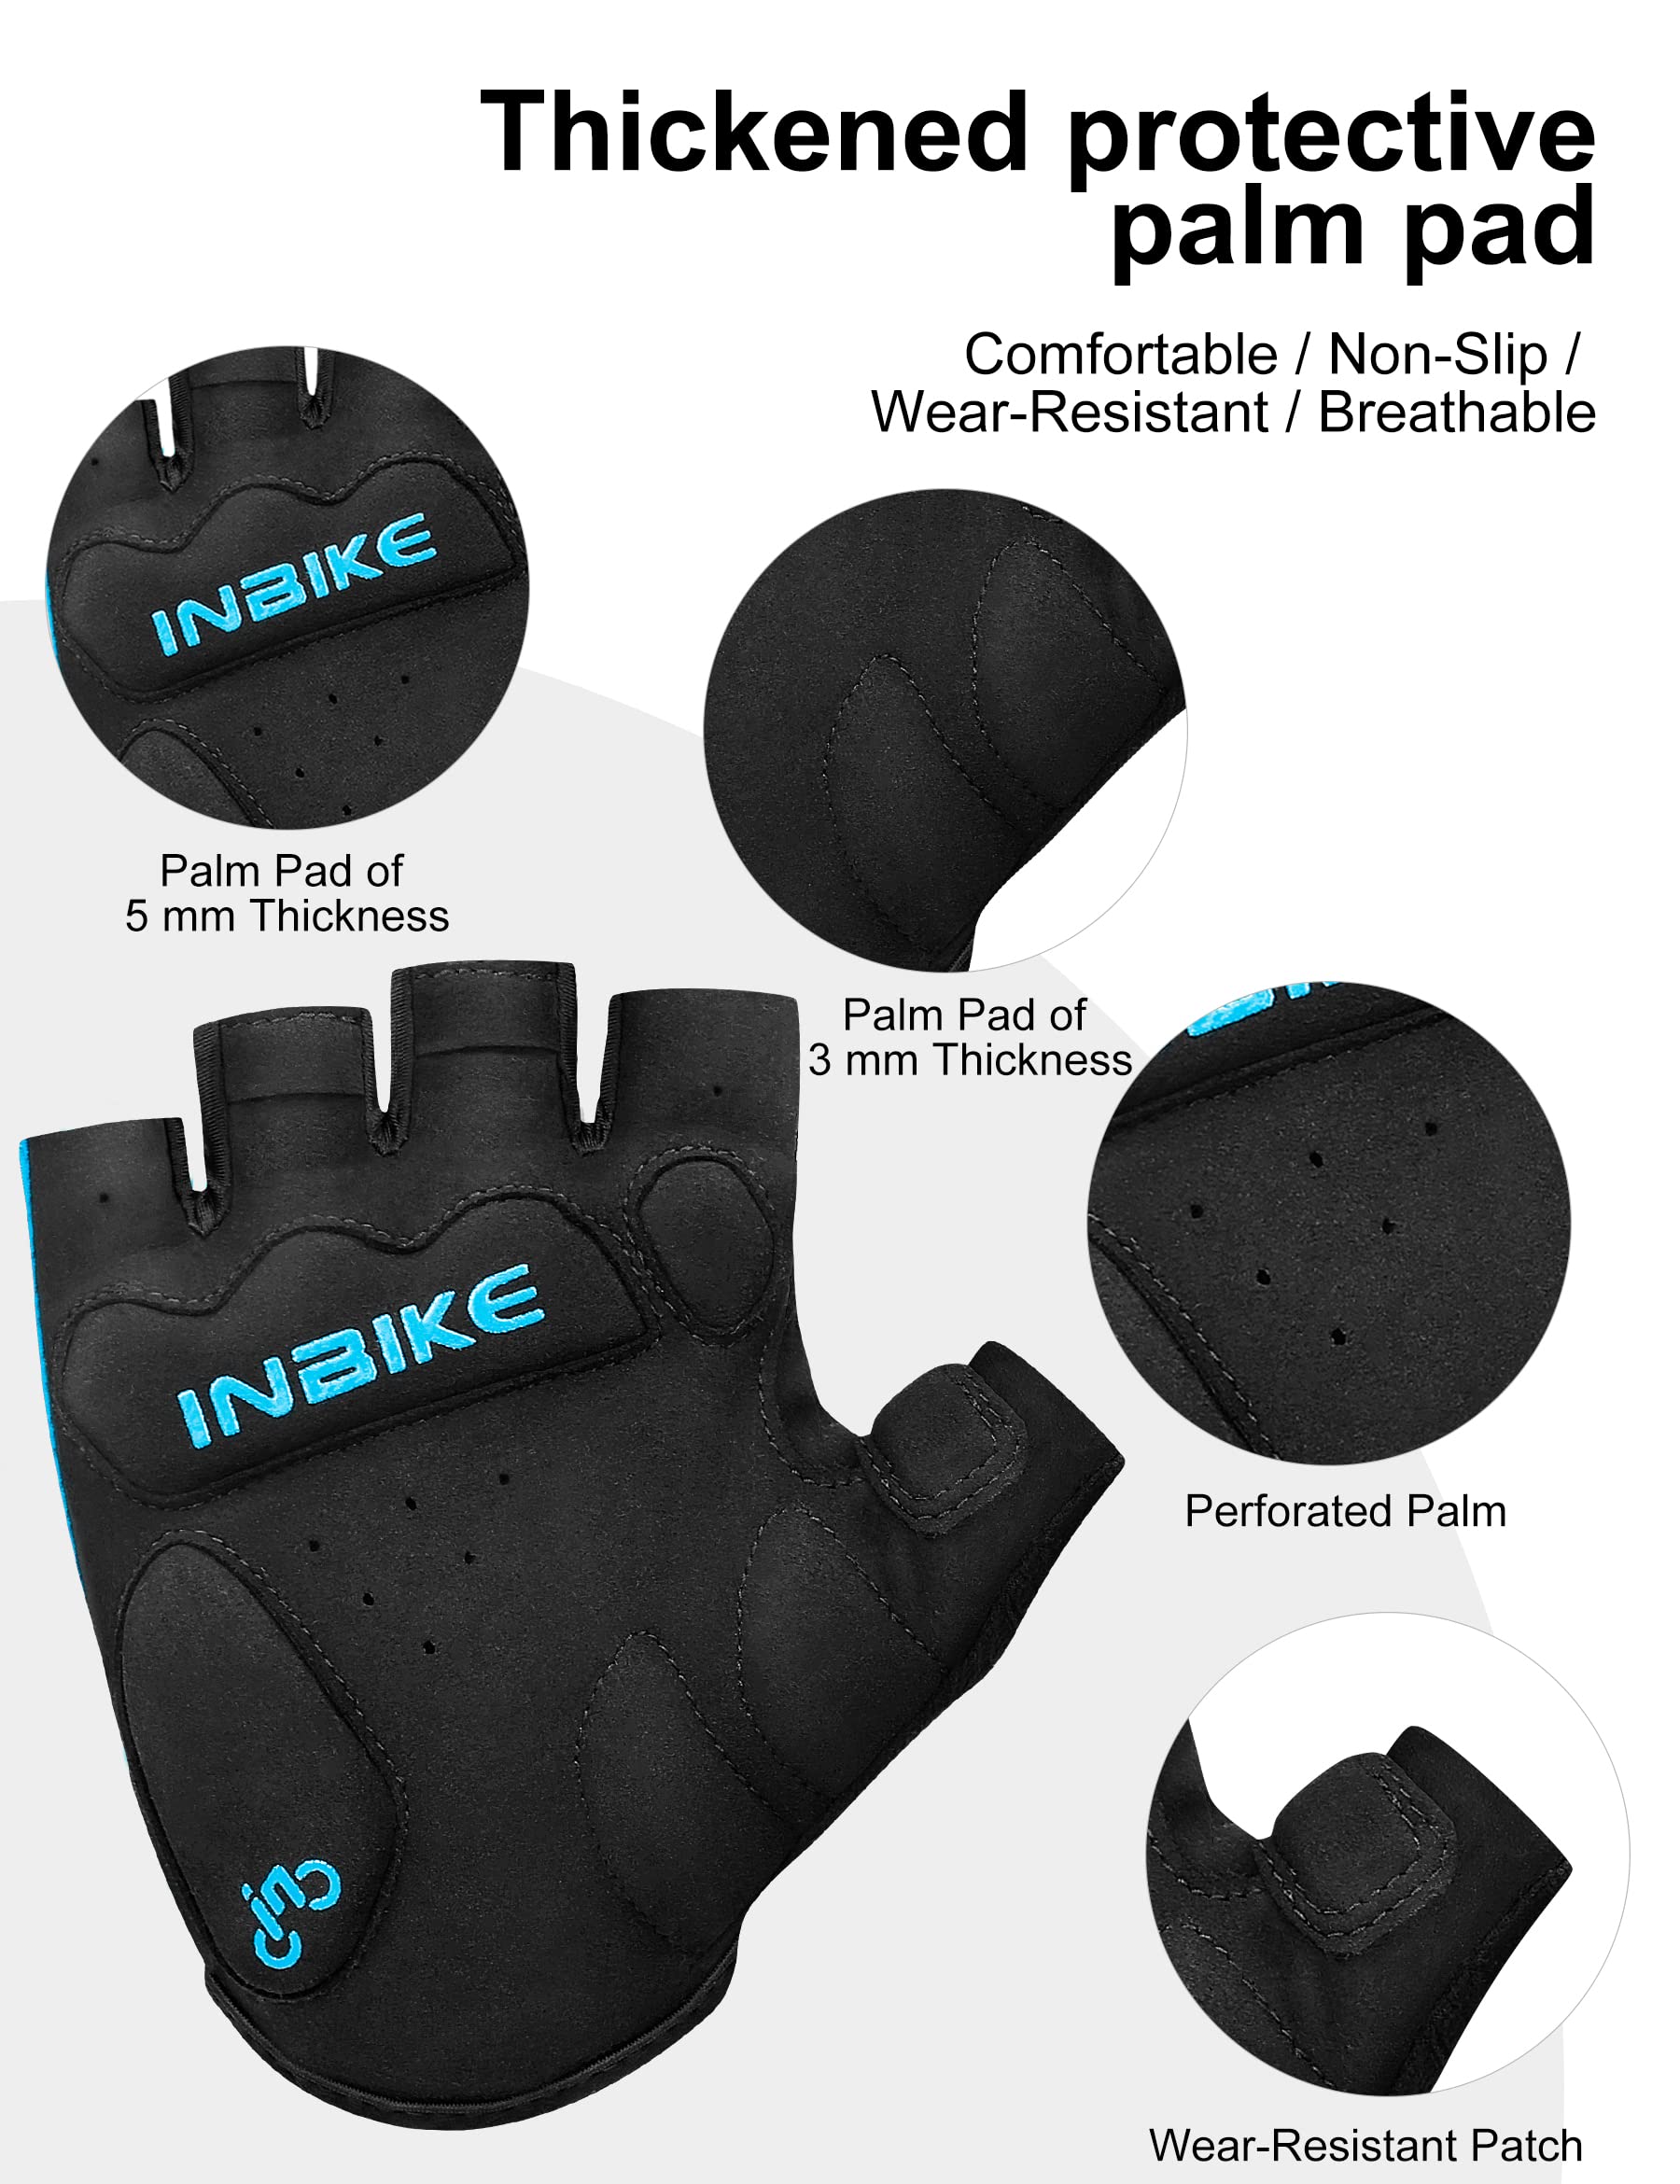 Thickened protective
palm pad
Comfortable / Non-Slip /
Wear-Resistant / Breathable
INBIKE
Palm Pad of
5 mm Thickness
Palm Pad of
3 mm Thickness
INBIKE
Perforated Palm
Wear-Resistant Patch